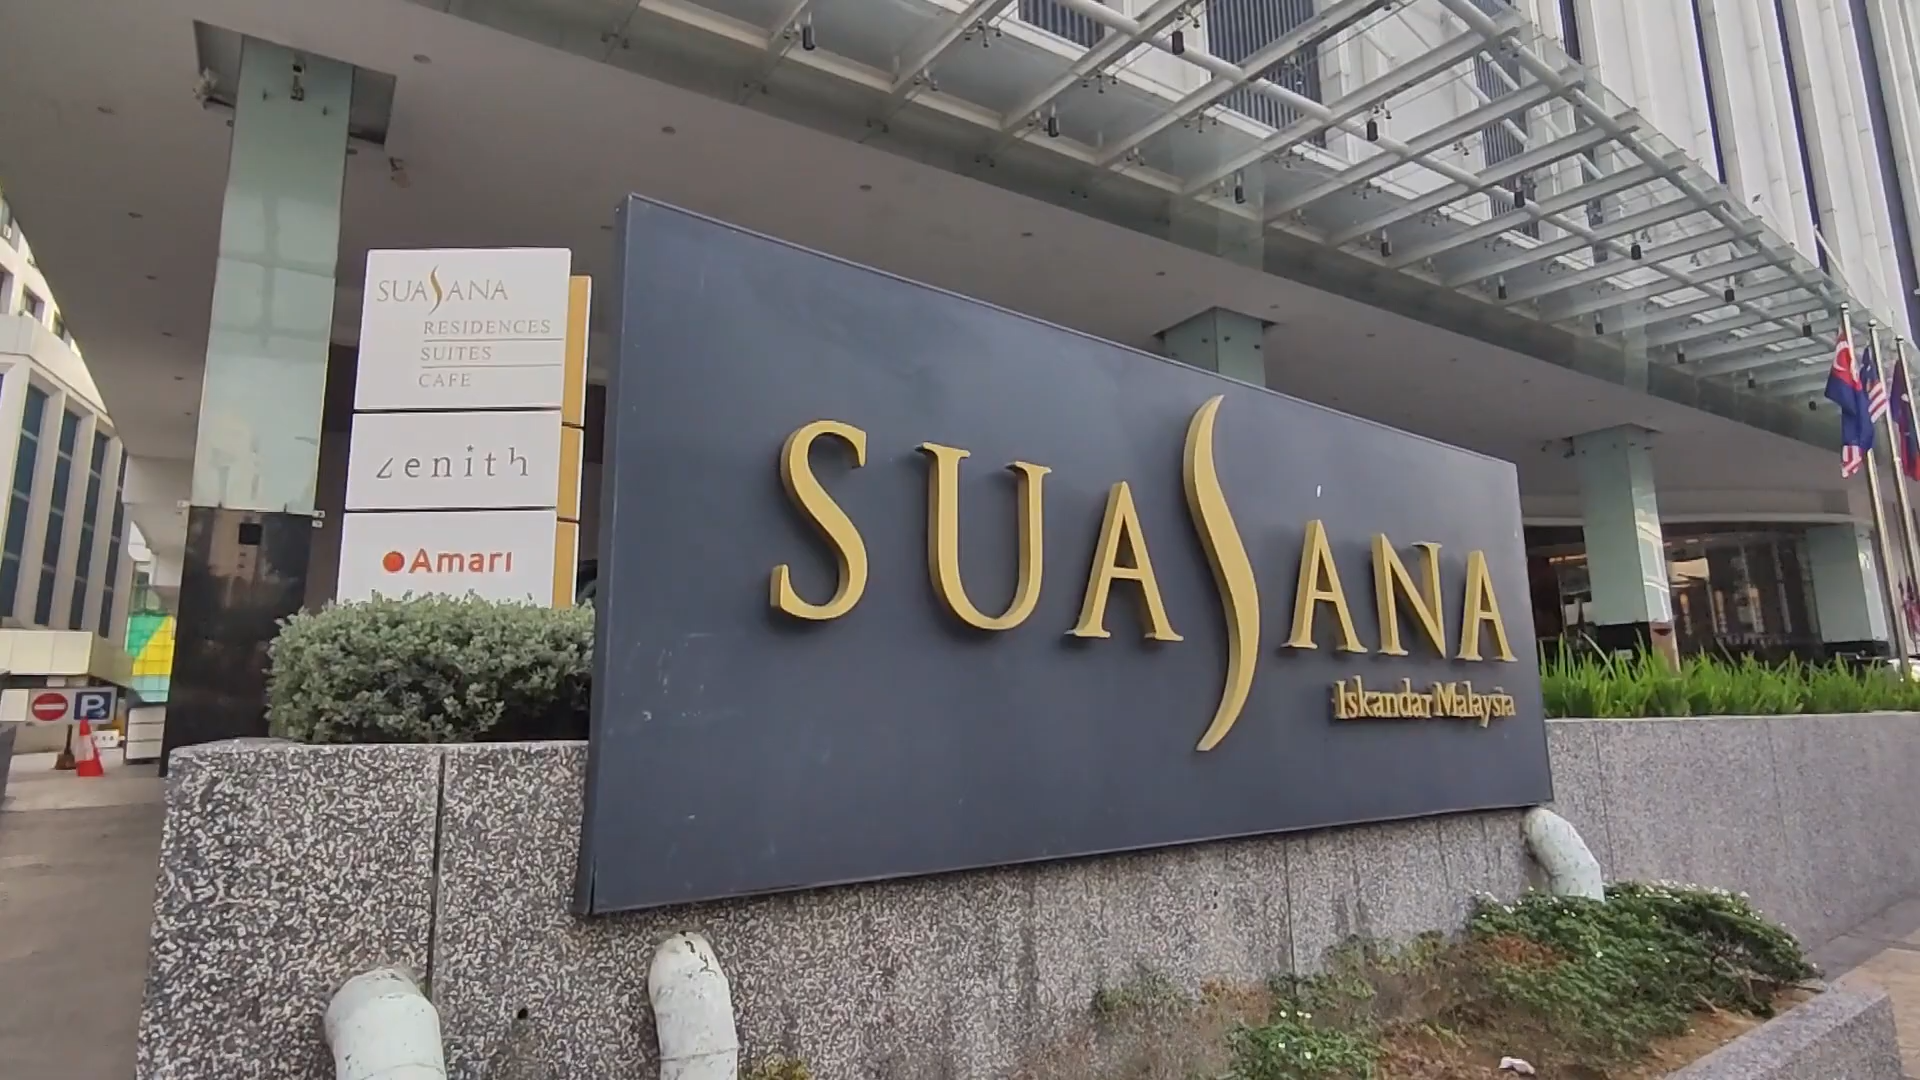 SUASANA
RESIDENCES
SUITES
CAFE
zenith
Amari
SUASANA
Iskandar Malaysia
P